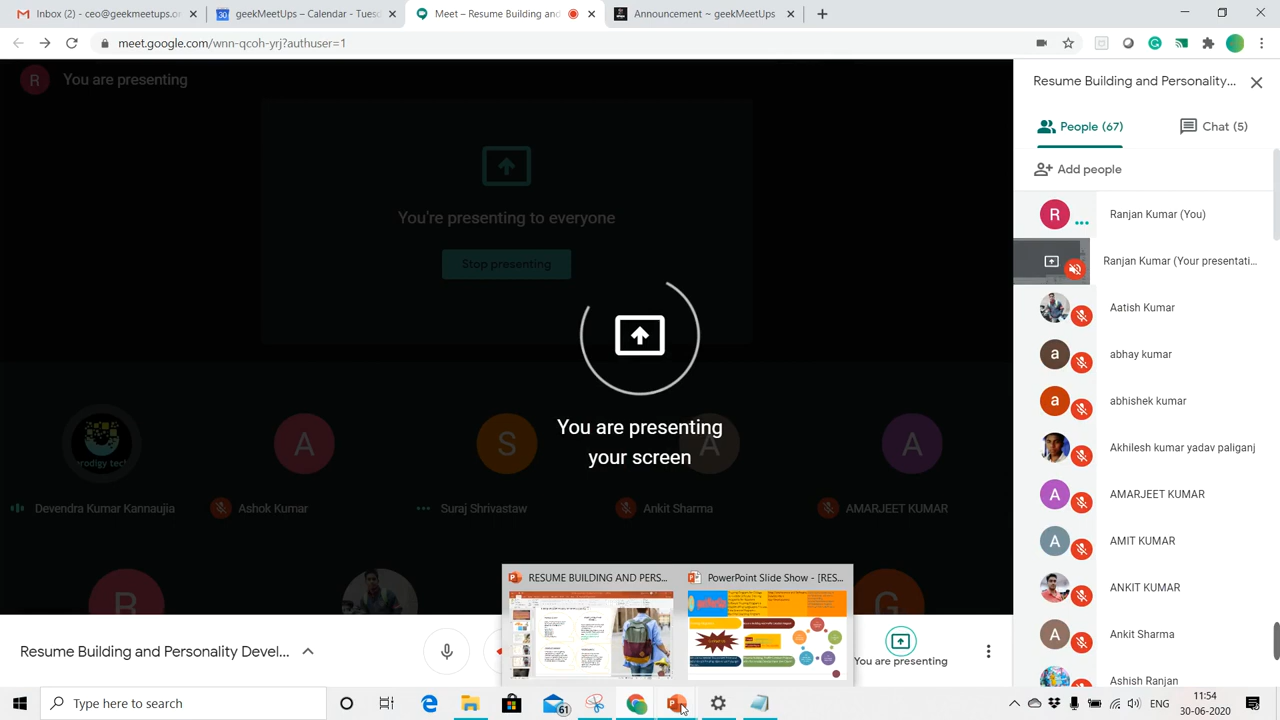 Inbox (2) - ceo@geekmeetups.or
geekMeetUps – Calendar - Tuesd
Meet – Resume Building and
Announcement ~ geekMeetUps
meet.google.com/wnn-qcoh-yrj?authuser=1
R
You are presenting
You're presenting to everyone
Stop presenting
You are presenting
your screen
A
S
A
A
prodigy tech
Devendra Kumar Kannaujia
Ashok Kumar
Suraj Shrivastaw
Ankit Sharma
AMARJEET KUMAR
Resume Building and Personality...
People (67)
Chat (5)
Add people
R
Ranjan Kumar (You)
Ranjan Kumar (Your presentati...
Aatish Kumar
a
abhay kumar
a
abhishek kumar
Akhilesh kumar yadav paliganj
A
AMARJEET KUMAR
A
AMIT KUMAR
ANKIT KUMAR
A
Ankit Sharma
Ashish Ranjan
RESUME BUILDING AND PERS...
PowerPoint Slide Show - [RES...
Resume Building and Personality Devel...
You are presenting
Type here to search
61
ENG
11:54
30-06-2020